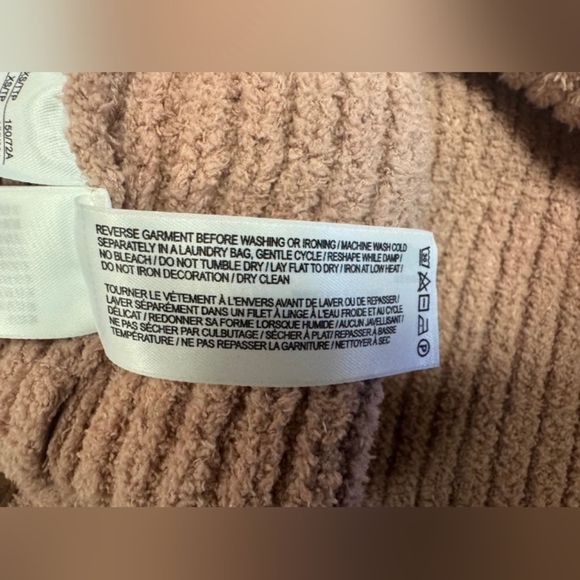 XS/TP
XS/TP
150/72A
REVERSE GARMENT BEFORE WASHING OR IRONING / MACHINE WASH COLD
SEPARATELY IN A LAUNDRY BAG, GENTLE CYCLE / RESHAPE WHILE DAMP /
NO BLEACH / DO NOT TUMBLE DRY / LAY FLAT TO DRY / IRON AT LOW HEAT /
DO NOT IRON DECORATION / DRY CLEAN
TOURNER LE VÊTEMENT À L'ENVERS AVANT DE LAVER OU DE REPASSER /
LAVER SÉPARÉMENT DANS UN FILET À LINGE À L'EAU FROIDE ET AU CYCLE
DÉLICAT / REDONNER SA FORME LORSQUE HUMIDE / AUCUN JAVELLISANT /
NE PAS SÉCHER PAR CULBUTAGE / SÉCHER À PLAT/ REPASSER À BASSE
TEMPÉRATURE / NE PAS REPASSER LA GARNITURE / NETTOYER À SEC
P